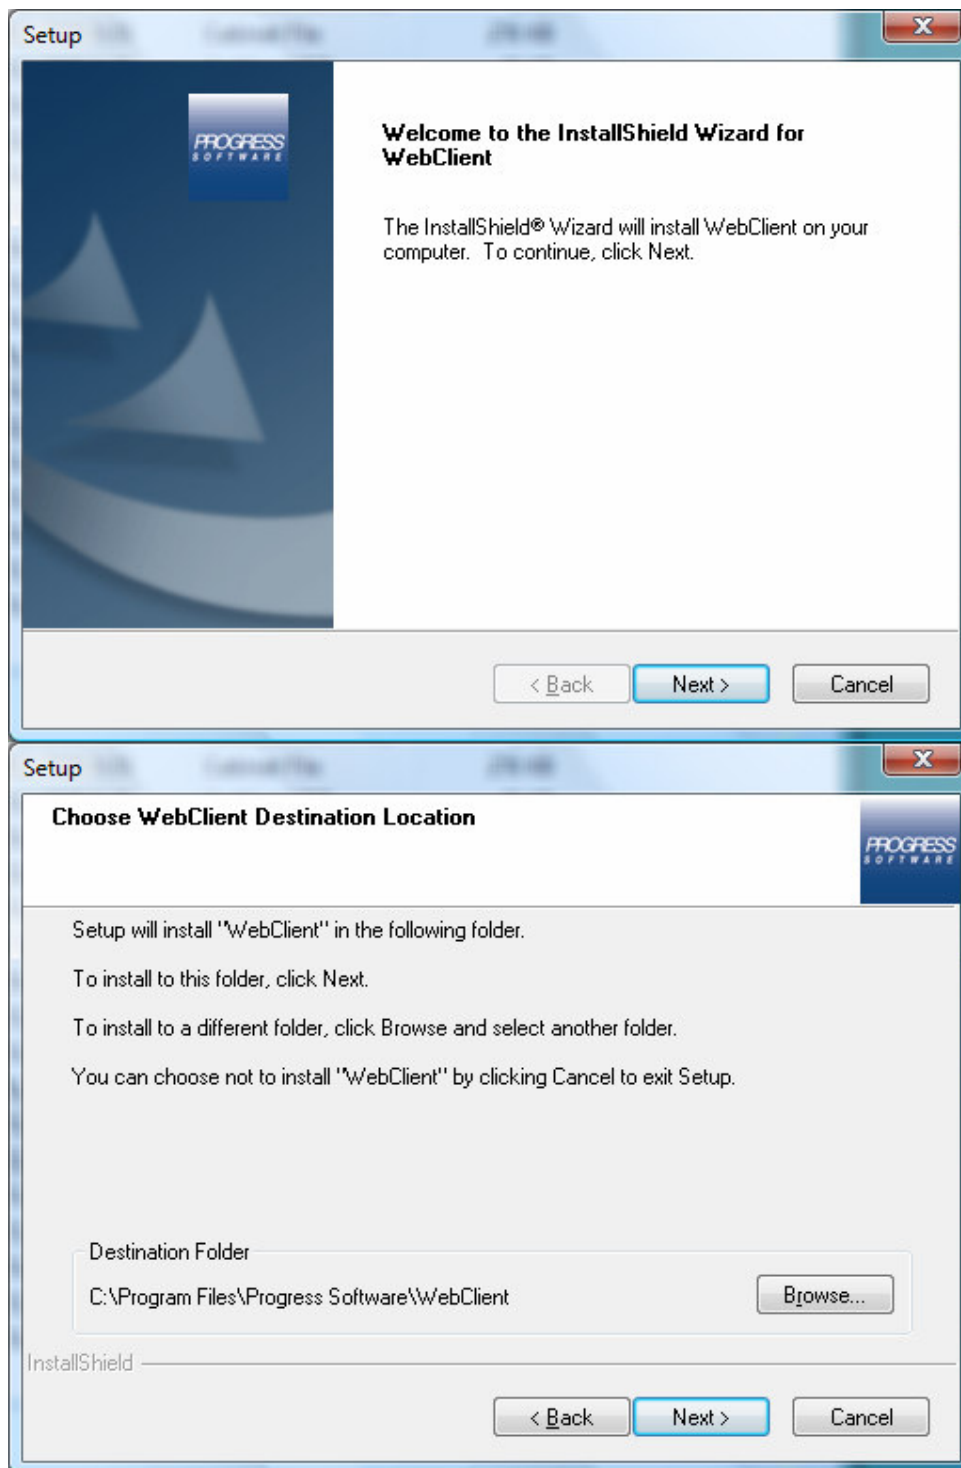 Setup
X
PROGRESS
SOFTWARE
Welcome to the InstallShield Wizard for
WebClient
The InstallShield® Wizard will install WebClient on your
computer. To continue, click Next.
< Back
Next >
Cancel
Setup
X
Choose WebClient Destination Location
PROGRESS
SOFTWARE
Setup will install "WebClient" in the following folder.
To install to this folder, click Next.
To install to a different folder, click Browse and select another folder.
You can choose not to install "WebClient" by clicking Cancel to exit Setup.
Destination Folder
C:\Program Files\Progress Software\WebClient
Browse...
InstallShield
< Back
Next >
Cancel